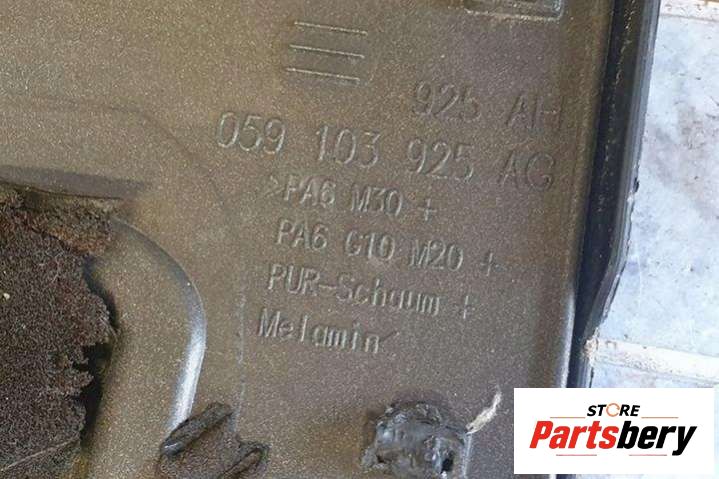 925 AH
059 103 925 AG
>PA6 M30 +
PA6 G10 M20 +
PUR-Schaum +
Melamin<
STORE
Partsbery